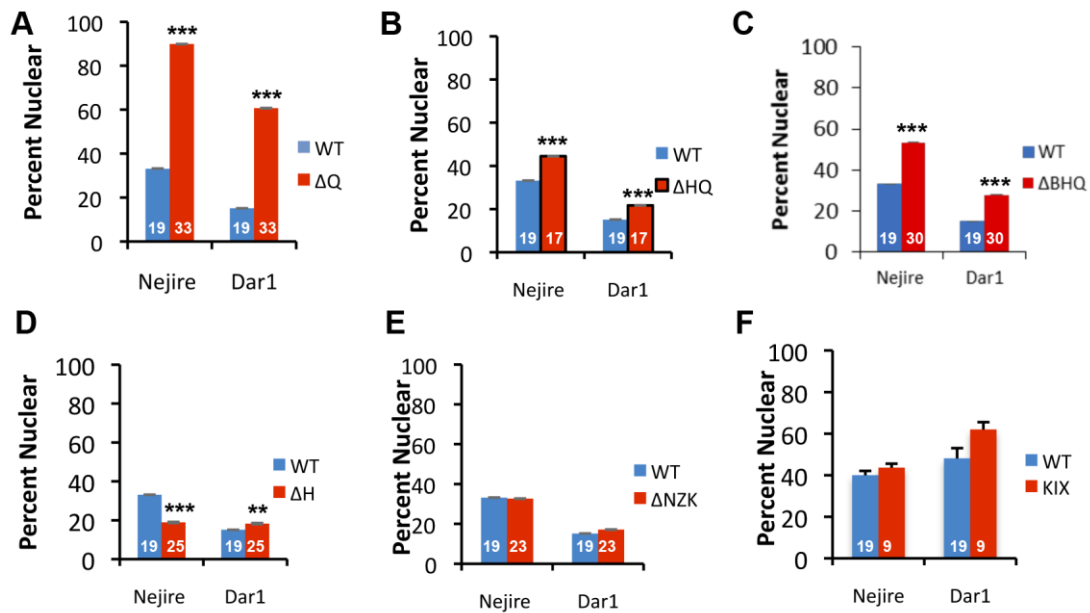 A
Percent Nuclear
100
80
60
40
20
0
***
***
19 33 19 33
Nejire Dar1
WT
ΔQ
B
Percent Nuclear
100
80
60
40
20
0
***
***
19 17 19 17
Nejire Dar1
WT
ΔHQ
C
Percent Nuclear
100
80
60
40
20
0
***
***
19 30 19 30
Nejire Dar1
WT
ΔBHQ
D
Percent Nuclear
100
80
60
40
20
0
***
**
19 25 19 25
Nejire Dar1
WT
ΔH
E
Percent Nuclear
100
80
60
40
20
0
19 23 19 23
Nejire Dar1
WT
ΔNZK
F
Percent Nuclear
100
80
60
40
20
0
19 9 19 9
Nejire Dar1
WT
KIX